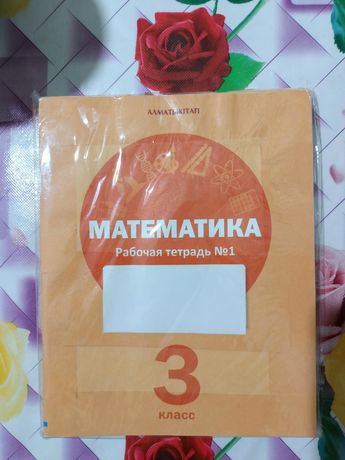 АЛМАТЫКІТАП
МАТЕМАТИКА
Рабочая тетрадь №1
3
класс